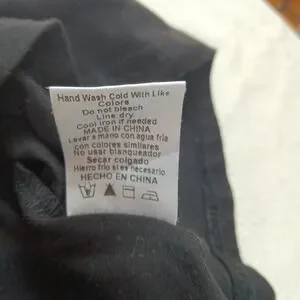 Hand Wash Cold With Like
Colors
Do not bleach
Line dry
Cool iron if needed
MADE IN CHINA
Levar a mano con agua fria
con colores similares
No usar blanqueador
Secar colgado
Hierro frio si es necesario
HECHO EN CHINA